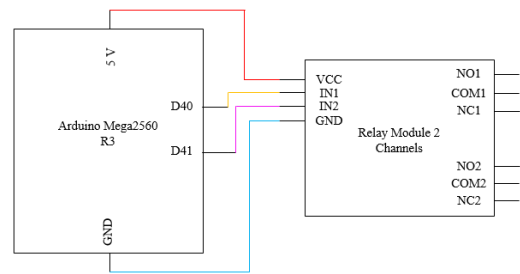 5 V
Arduino Mega2560
R3
D40
D41
GND
VCC
IN1
IN2
GND
Relay Module 2
Channels
NO1
COM1
NC1
NO2
COM2
NC2